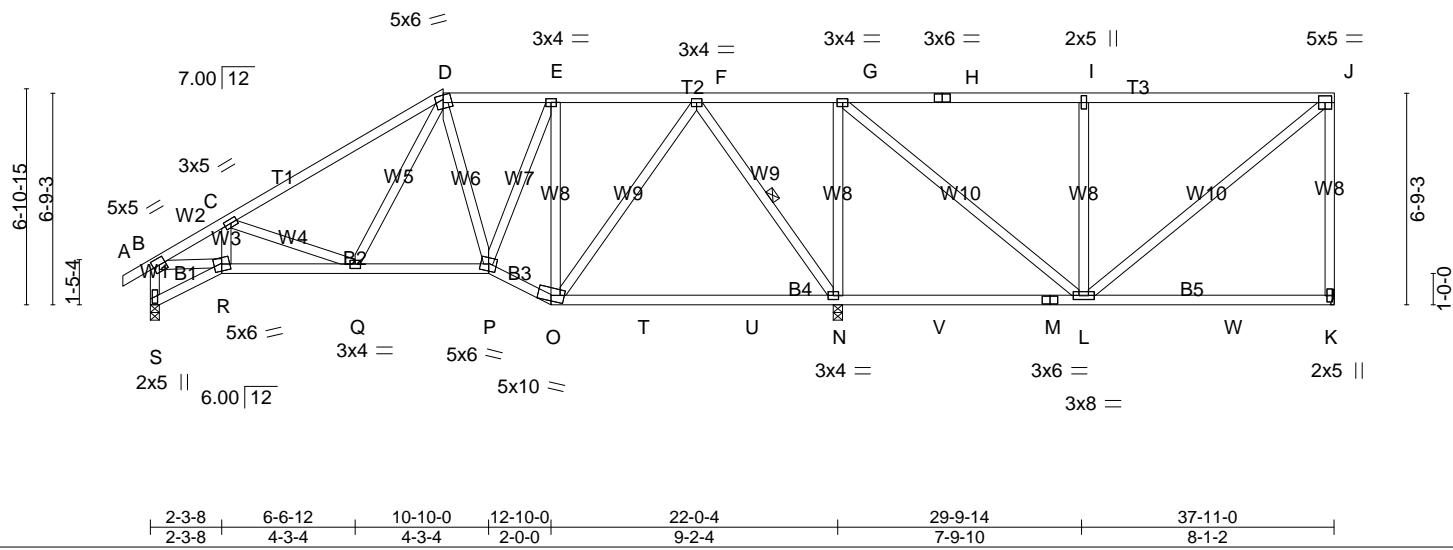 5x6
3x4
3x4
3x4
3x6
2x5
5x5
7.00 12
D
E
F
G
H
I
J
T2
T3
3x5
T1
W5
W6
W7
W8
W9
W9
W8
W10
W8
W10
W8
5x5
C
W2
A B
W3
W4
W1
B1
B2
B3
B4
B5
6-10-15
6-9-3
1-5-4
6-9-3
1-0-0
R
S
Q
P
O
T
U
N
V
M
L
W
K
5x6
3x4
5x6
5x10
3x4
3x6
3x8
2x5
2x5
6.00 12
2-3-8
6-6-12
10-10-0
12-10-0
22-0-4
29-9-14
37-11-0
2-3-8
4-3-4
4-3-4
2-0-0
9-2-4
7-9-10
8-1-2